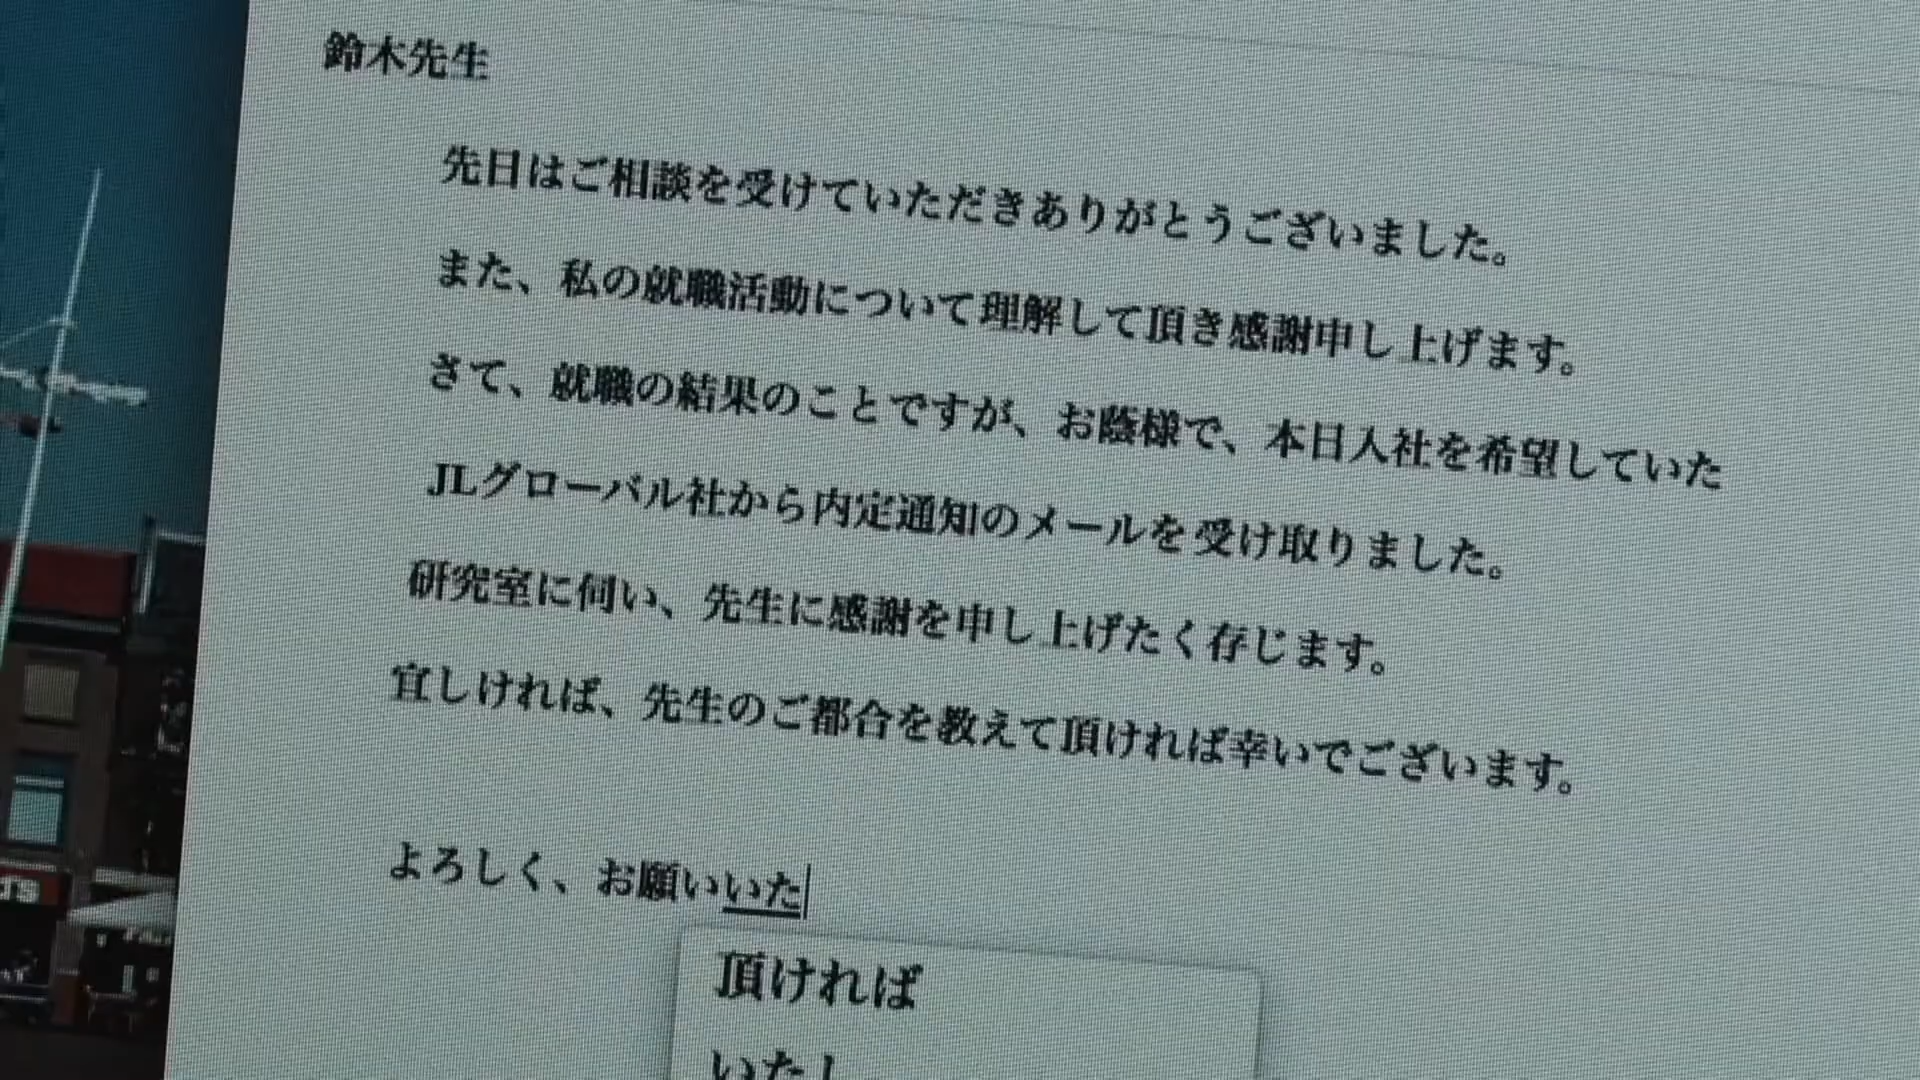 鈴木先生
先日はご相談を受けていただきありがとうございました。
また、私の就職活動について理解して頂き感謝申し上げます。
さて、就職の結果のことですが、お蔭様で、本日入社を希望していた
JLグローバル社から内定通知のメールを受け取りました。
研究室に伺い、先生に感謝を申し上げたく存じます。
宜しければ、先生のご都合を教えて頂ければ幸いでございます。
よろしく、お願いいた
頂ければ
いたし